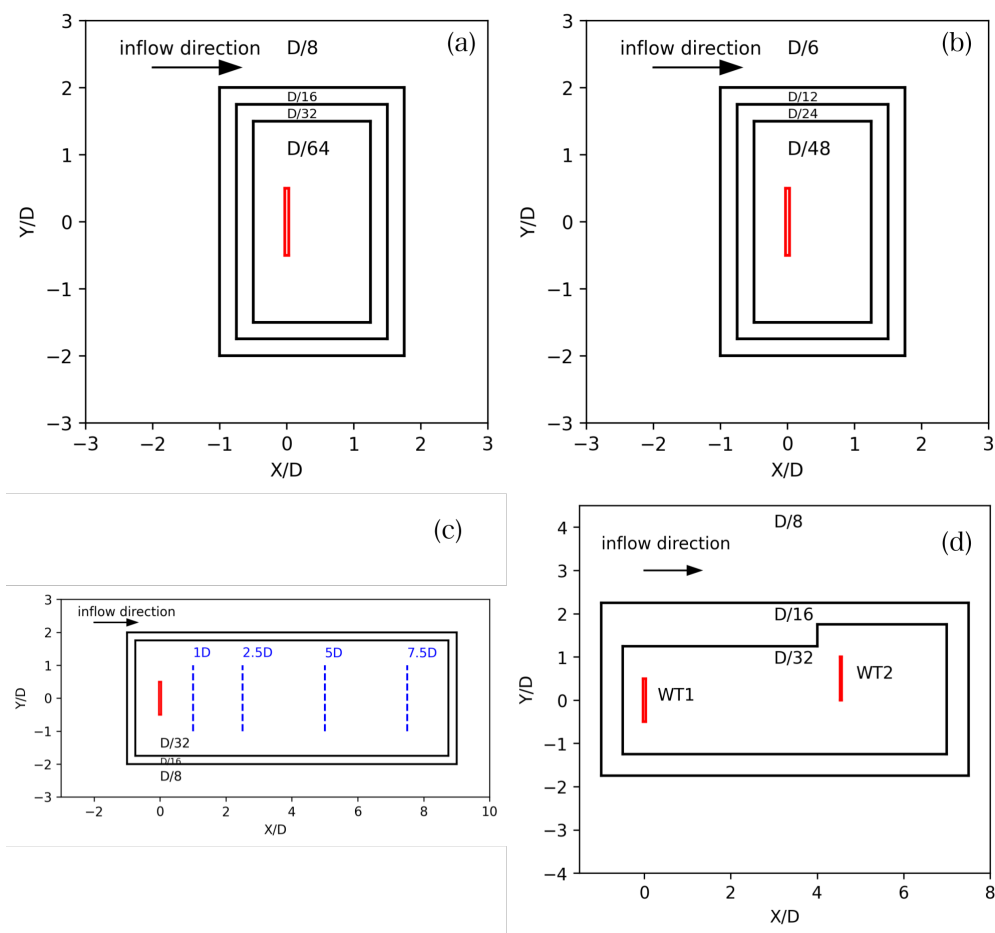 (a)
inflow direction
D/8
D/16
D/32
D/64
3
2
1
0
−1
−2
−3
Y/D
−3 −2 −1 0 1 2 3
X/D
(b)
inflow direction
D/6
D/12
D/24
D/48
3
2
1
0
−1
−2
−3
Y/D
−3 −2 −1 0 1 2 3
X/D
(c)
inflow direction
1D 2.5D 5D 7.5D
D/32
D/16
D/8
3
2
1
0
−1
−2
−3
Y/D
−2 0 2 4 6 8 10
X/D
(d)
D/8
inflow direction
D/16
D/32
WT1
WT2
4
3
2
1
0
−1
−2
−3
−4
Y/D
0 2 4 6 8
X/D